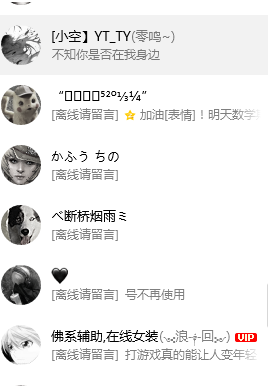 [小空】YT_TY(零鸣~)
不知你是否在我身边
“▯▯▯▯⁵²⁰⅓¼”
[离线请留言] 加油[表情]！明天数学
かふう ちの
[离线请留言]
べ断桥烟雨ミ
[离线请留言]
🖤
[离线请留言] 号不再使用
佛系辅助,在线女装 VIP
[离线请留言] 打游戏真的能让人变年轻